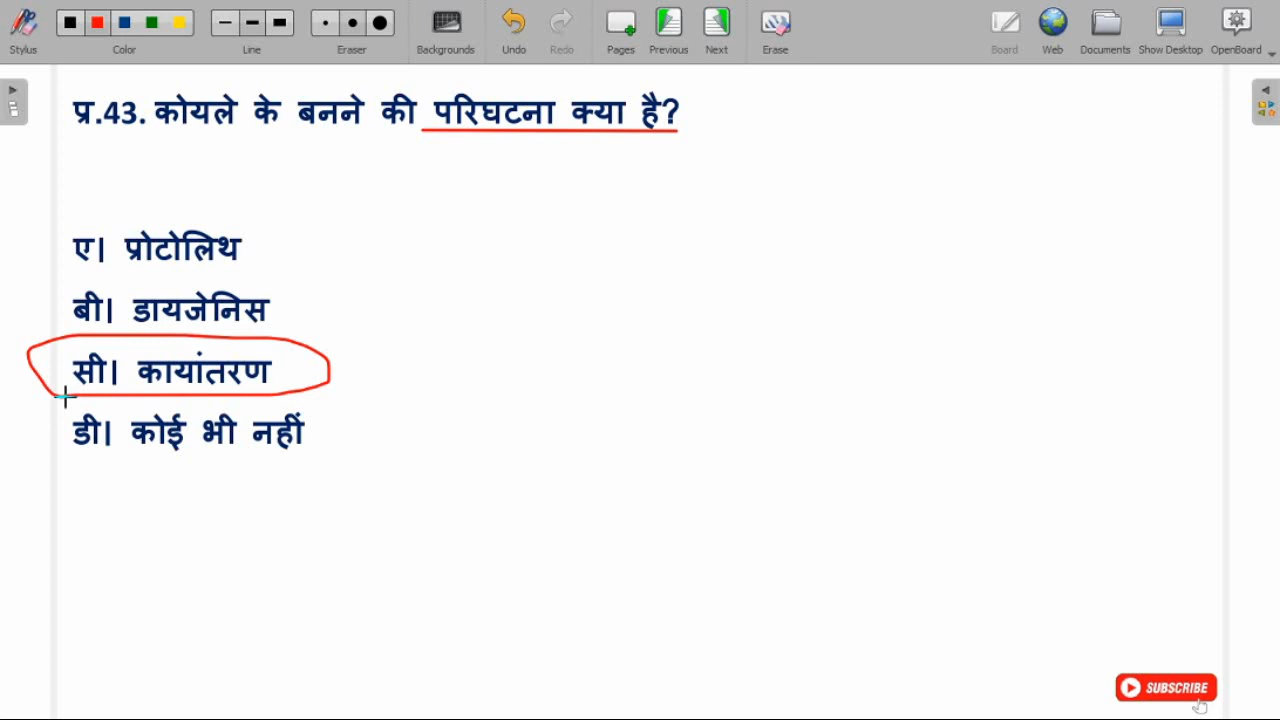 Stylus
Color
Line
Eraser
Backgrounds
Undo
Redo
Pages
Previous
Next
Erase
Board
Web
Documents
Show Desktop
OpenBoard
प्र.43. कोयले के बनने की परिघटना क्या है?
ए। प्रोटोलिथ
बी। डायजेनिस
सी। कायांतरण
डी। कोई भी नहीं
SUBSCRIBE